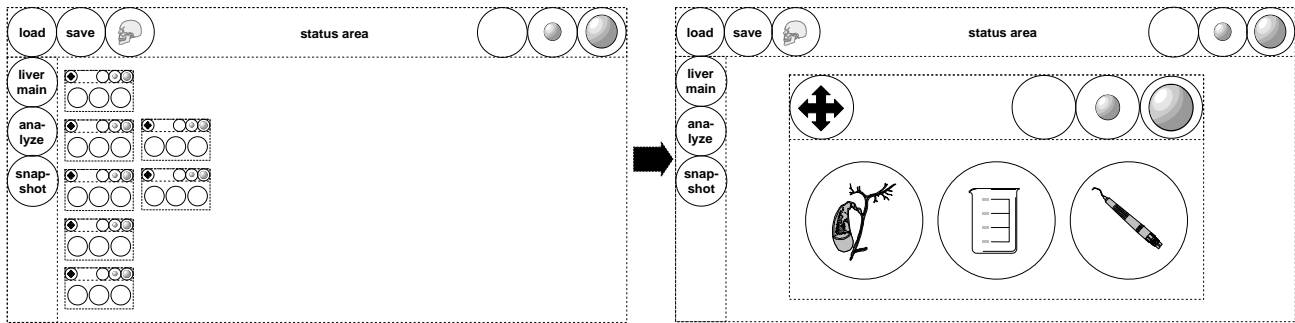 load save status area
liver
main
ana-
lyze
snap-
shot
load save status area
liver
main
ana-
lyze
snap-
shot